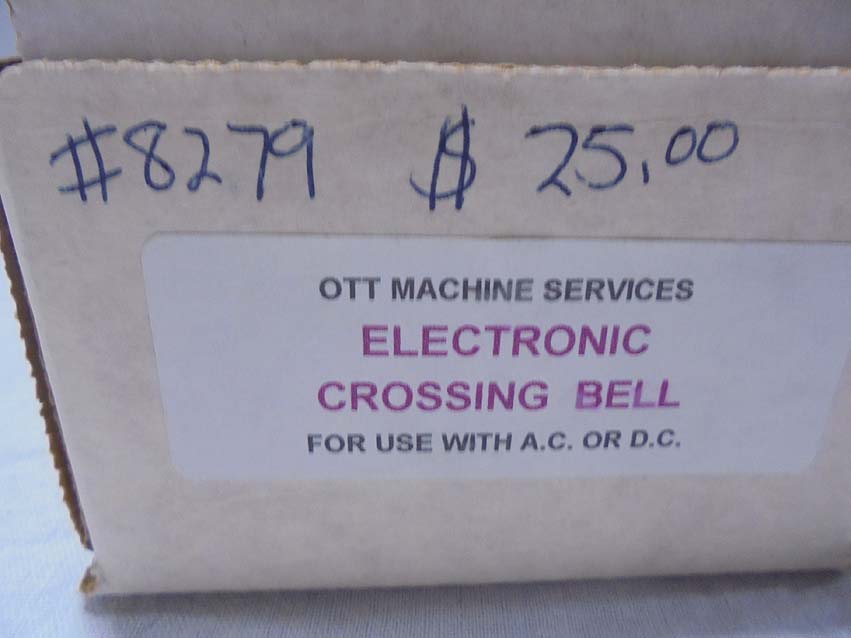 #8279 $ 25.00
OTT MACHINE SERVICES
ELECTRONIC
CROSSING BELL
FOR USE WITH A.C. OR D.C.